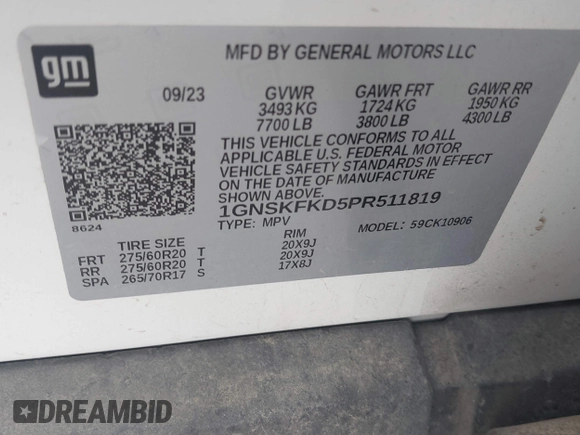 gm
MFD BY GENERAL MOTORS LLC
09/23 GVWR GAWR FRT GAWR RR
3493 KG 1724 KG 1950 KG
7700 LB 3800 LB 4300 LB
THIS VEHICLE CONFORMS TO ALL
APPLICABLE U.S. FEDERAL MOTOR
VEHICLE SAFETY STANDARDS IN EFFECT
ON THE DATE OF MANUFACTURE
SHOWN ABOVE.
1GNSKFKD5PR511819
8624 TYPE: MPV MODEL: 59CK10906
TIRE SIZE RIM
FRT 275/60R20 T 20X9J
RR 275/60R20 T 20X9J
SPA 265/70R17 S 17X8J
DREAMBID